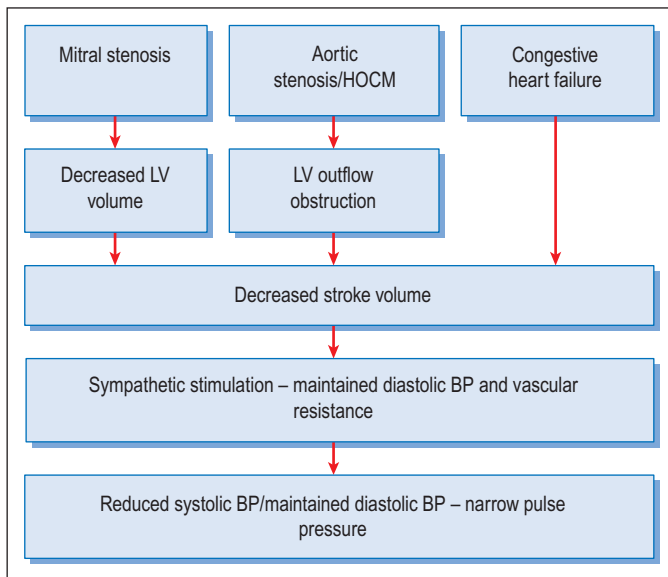 Mitral stenosis
Aortic
stenosis/HOCM
Congestive
heart failure
Decreased LV
volume
LV outflow
obstruction
Decreased stroke volume
Sympathetic stimulation – maintained diastolic BP and vascular
resistance
Reduced systolic BP/maintained diastolic BP – narrow pulse
pressure